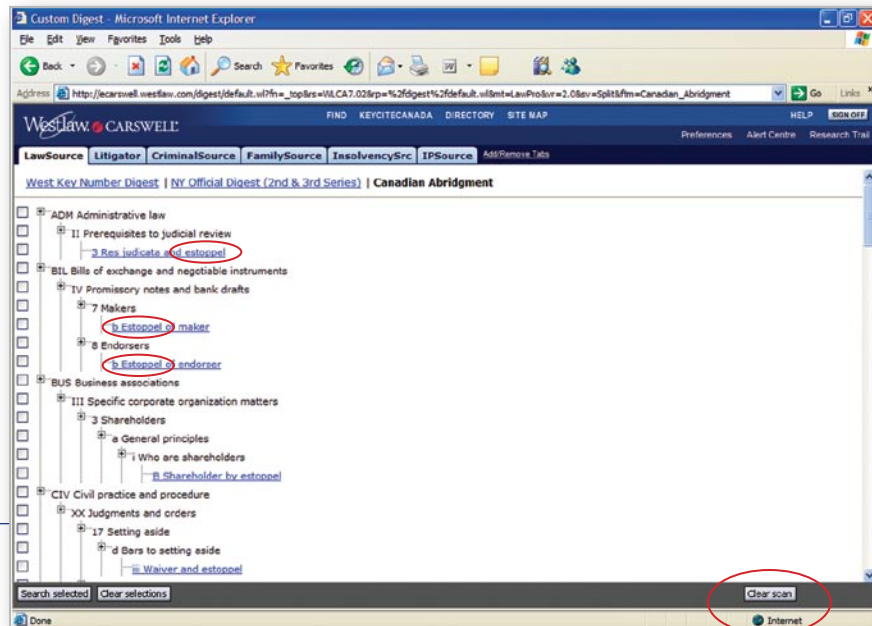 Custom Digest - Microsoft Internet Explorer
File Edit View Favorites Tools Help
Back Search Favorites
Address http://ecarswell.westlaw.com/digest/default.wl?fn=_top&rs=WLCA7.02&rp=%2fdigest%2fdefault.wl&mt=LawPro&vr=2.0&sv=Split&ftm=Canadian_Abridgment Go Links »
Westlaw CARSWELL FIND KEYCITECANADA DIRECTORY SITE MAP HELP SIGN OFF
Preferences Alert Centre Research Trail
LawSource Litigator CriminalSource FamilySource InsolvencySrc IPSource Add/Remove Tabs
West Key Number Digest | NY Official Digest (2nd & 3rd Series) | Canadian Abridgment
ADM Administrative law
II Prerequisites to judicial review
3 Res judicata and estoppel
BIL Bills of exchange and negotiable instruments
IV Promissory notes and bank drafts
7 Makers
b Estoppel of maker
8 Endorsers
b Estoppel of endorser
BUS Business associations
III Specific corporate organization matters
3 Shareholders
a General principles
i Who are shareholders
B Shareholder by estoppel
CIV Civil practice and procedure
XX Judgments and orders
17 Setting aside
d Bars to setting aside
iii Waiver and estoppel
Search selected Clear selections Clear scan
Done Internet